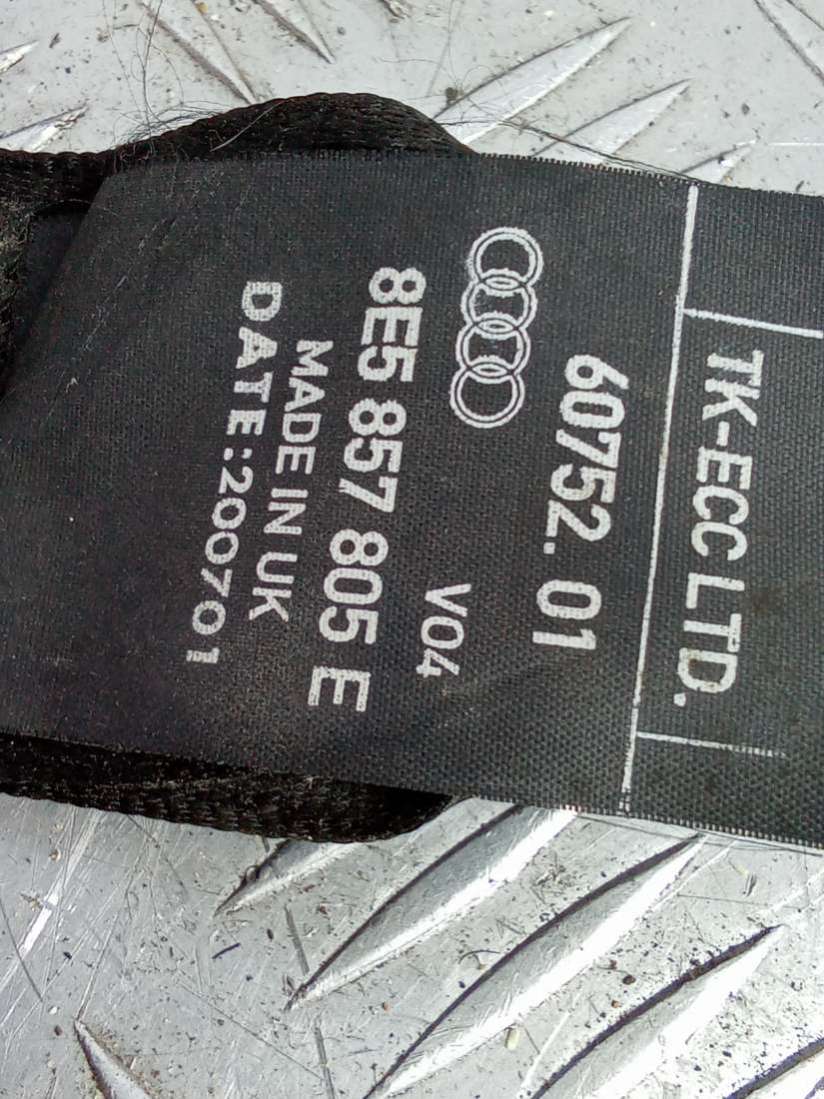 TK-ECC LTD.
60752. 01
V04
8E5 857 805 E
MADE IN UK
DATE:200701